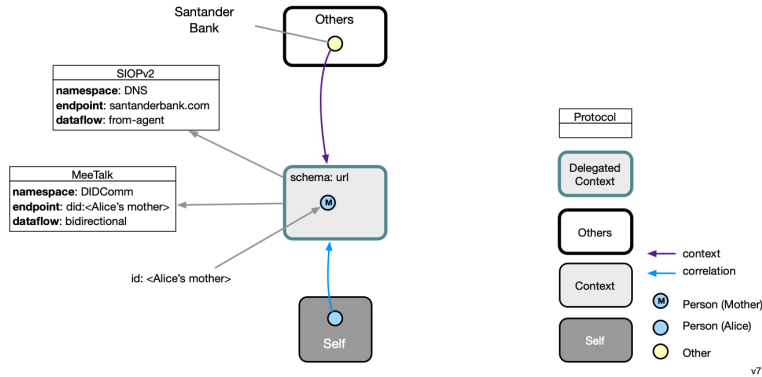 Santander
Bank
Others
SIOPv2
namespace: DNS
endpoint: santanderbank.com
dataflow: from-agent
MeeTalk
namespace: DIDComm
endpoint: did:<Alice's mother>
dataflow: bidirectional
schema: url
M
id: <Alice's mother>
Self
Protocol
Delegated
Context
Others
Context
Self
context
correlation
M
Person (Mother)
Person (Alice)
Other
v7